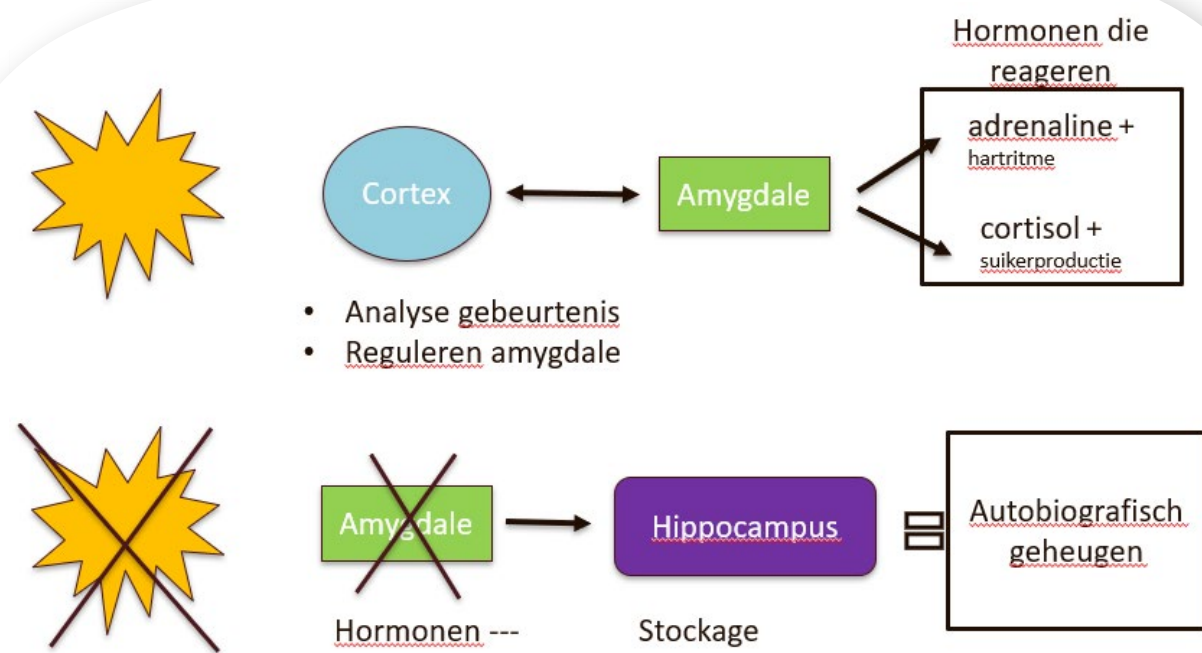 Hormonen die
reageren
adrenaline +
hartritme
Cortex
Amygdale
cortisol +
suikerproductie
• Analyse gebeurtenis
• Reguleren amygdale
Amygdale
Hippocampus
Autobiografisch
geheugen
Hormonen ---
Stockage